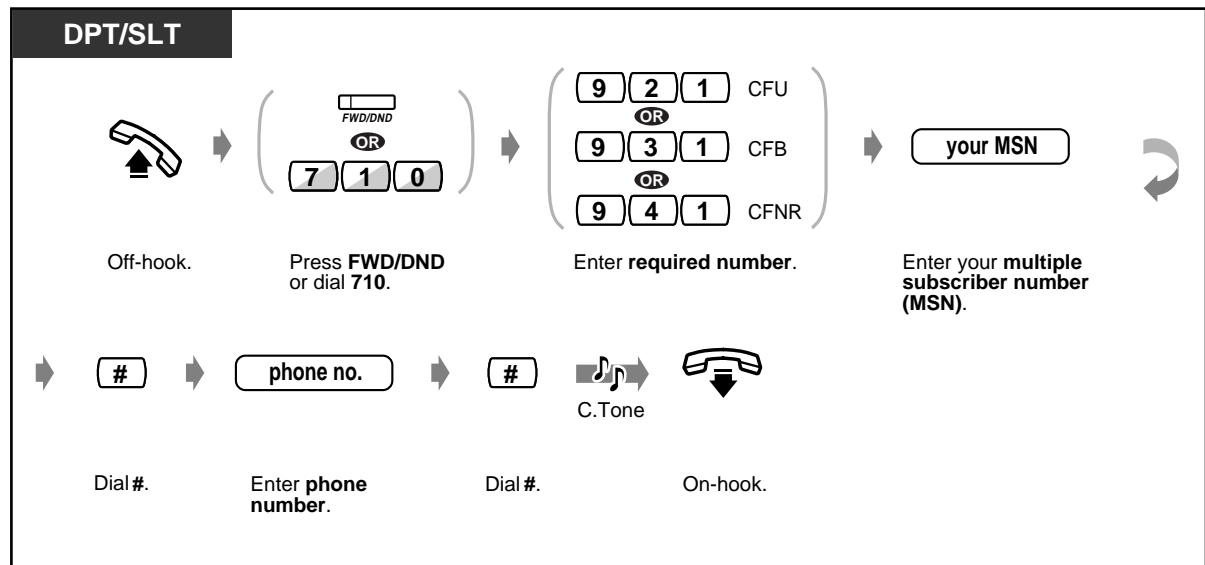 DPT/SLT
FWD/DND
OR
7 1 0
9 2 1 CFU
OR
9 3 1 CFB
OR
9 4 1 CFNR
your MSN
Off-hook.
Press FWD/DND
or dial 710.
Enter required number.
Enter your multiple
subscriber number
(MSN).
#
phone no.
#
C.Tone
Dial #.
Enter phone
number.
Dial #.
On-hook.